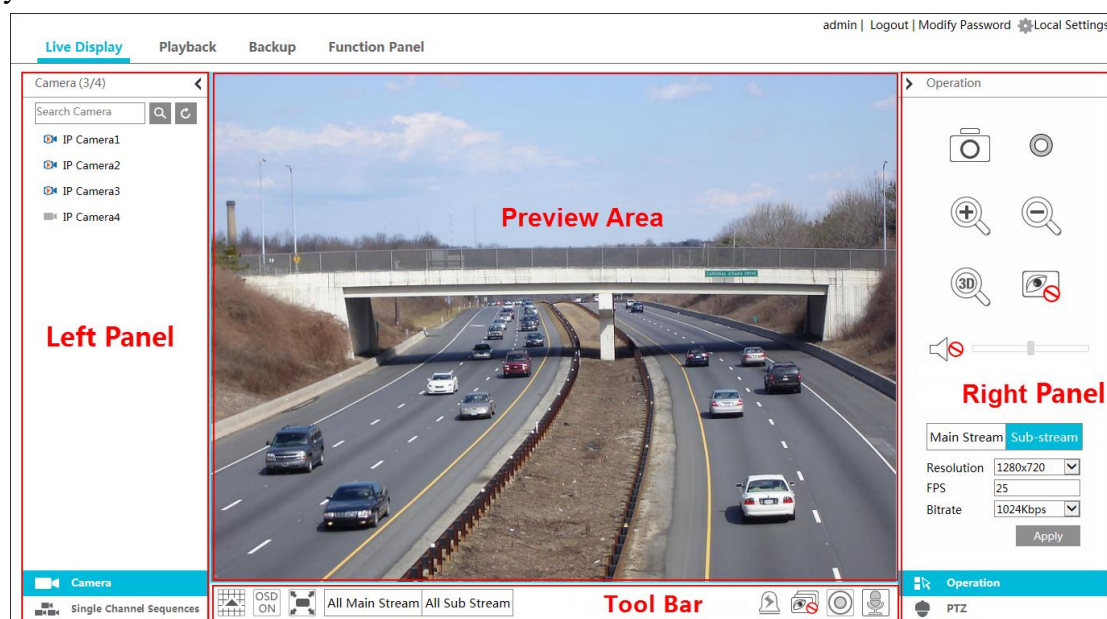 admin | Logout | Modify Password Local Settings
Live Display Playback Backup Function Panel
Camera (3/4)
Search Camera
IP Camera1
IP Camera2
IP Camera3
IP Camera4
Left Panel
Camera
Single Channel Sequences
Preview Area
OSD
ON
All Main Stream All Sub Stream
Tool Bar
Operation
3D
Right Panel
Main Stream Sub-stream
Resolution 1280x720
FPS 25
Bitrate 1024Kbps
Apply
Operation
PTZ